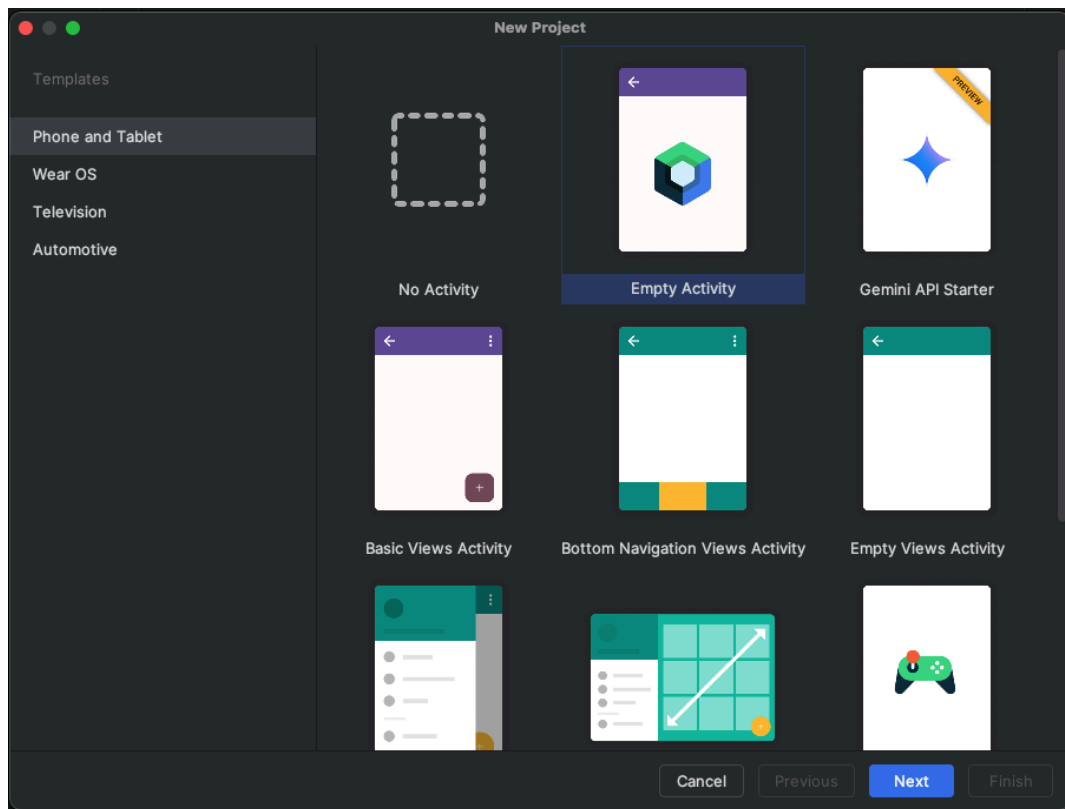 New Project
Templates
Phone and Tablet
Wear OS
Television
Automotive
PREVIEW
No Activity
Empty Activity
Gemini API Starter
Basic Views Activity
Bottom Navigation Views Activity
Empty Views Activity
Cancel
Previous
Next
Finish